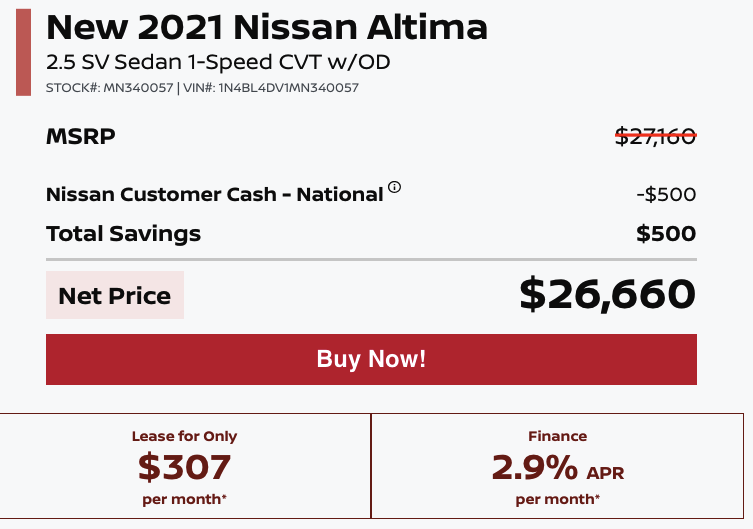 New 2021 Nissan Altima
2.5 SV Sedan 1-Speed CVT w/OD
STOCK#: MN340057 | VIN#: 1N4BL4DV1MN340057
MSRP $27,160
Nissan Customer Cash - National ⓘ -$500
Total Savings $500
Net Price $26,660
Buy Now!
Lease for Only
$307
per month*
Finance
2.9% APR
per month*